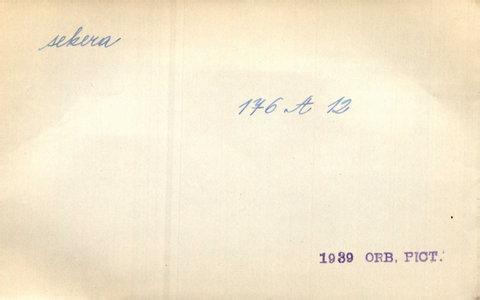 sekera
176 A 12
1939 ORB. PICT.